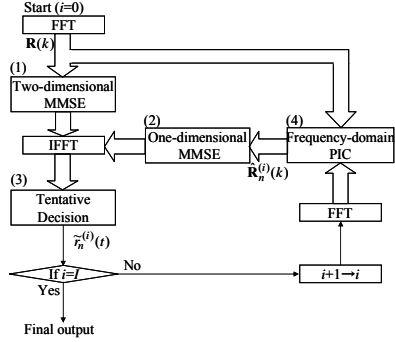 Start (i=0)
FFT
R(k)
(1)
Two-dimensional
MMSE
IFFT
(2)
One-dimensional
MMSE
(4)
Frequency-domain
PIC
R̂ₙ⁽ⁱ⁾(k)
(3)
Tentative
Decision
FFT
r̃ₙ⁽ⁱ⁾(t)
If i=I
No
i+1→i
Yes
Final output